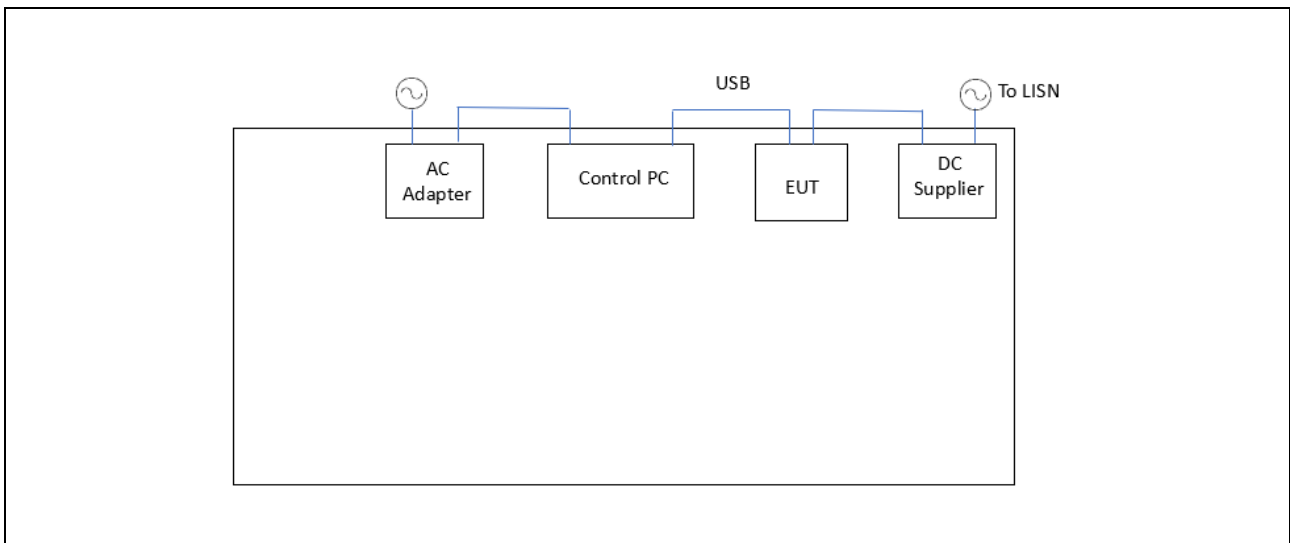 USB
To LISN
AC
Adapter
Control PC
EUT
DC
Supplier